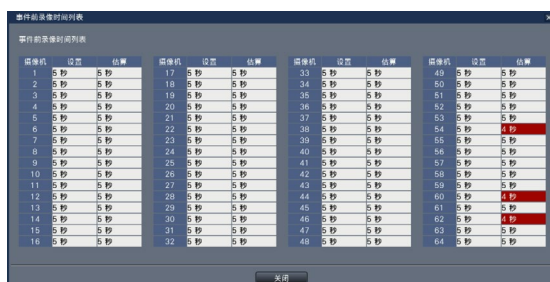 事件前录像时间列表
事件前录像时间列表
摄像机 设置 估算 摄像机 设置 估算 摄像机 设置 估算 摄像机 设置 估算
1 5 秒 5 秒 17 5 秒 5 秒 33 5 秒 5 秒 49 5 秒 5 秒
2 5 秒 5 秒 18 5 秒 5 秒 34 5 秒 5 秒 50 5 秒 5 秒
3 5 秒 5 秒 19 5 秒 5 秒 35 5 秒 5 秒 51 5 秒 5 秒
4 5 秒 5 秒 20 5 秒 5 秒 36 5 秒 5 秒 52 5 秒 5 秒
5 5 秒 5 秒 21 5 秒 5 秒 37 5 秒 5 秒 53 5 秒 5 秒
6 5 秒 5 秒 22 5 秒 5 秒 38 5 秒 5 秒 54 5 秒 4 秒
7 5 秒 5 秒 23 5 秒 5 秒 39 5 秒 5 秒 55 5 秒 5 秒
8 5 秒 5 秒 24 5 秒 5 秒 40 5 秒 5 秒 56 5 秒 5 秒
9 5 秒 5 秒 25 5 秒 5 秒 41 5 秒 5 秒 57 5 秒 5 秒
10 5 秒 5 秒 26 5 秒 5 秒 42 5 秒 5 秒 58 5 秒 5 秒
11 5 秒 5 秒 27 5 秒 5 秒 43 5 秒 5 秒 59 5 秒 5 秒
12 5 秒 5 秒 28 5 秒 5 秒 44 5 秒 5 秒 60 5 秒 4 秒
13 5 秒 5 秒 29 5 秒 5 秒 45 5 秒 5 秒 61 5 秒 5 秒
14 5 秒 5 秒 30 5 秒 5 秒 46 5 秒 5 秒 62 5 秒 4 秒
15 5 秒 5 秒 31 5 秒 5 秒 47 5 秒 5 秒 63 5 秒 5 秒
16 5 秒 5 秒 32 5 秒 5 秒 48 5 秒 5 秒 64 5 秒 5 秒
关闭